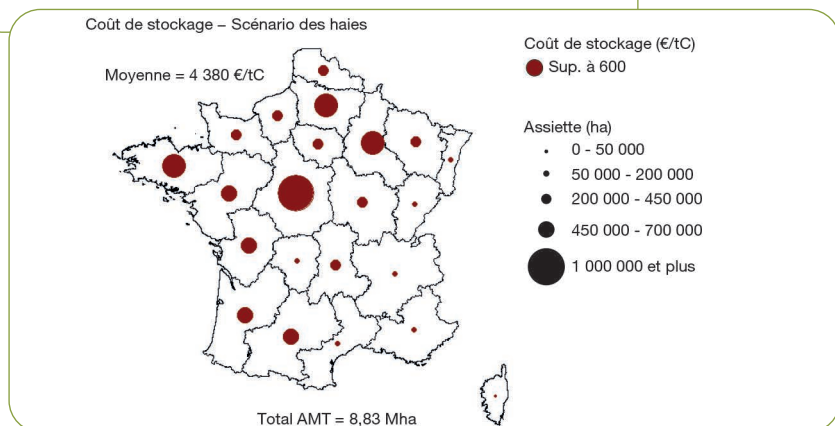 Coût de stockage – Scénario des haies
Moyenne = 4 380 €/tC
Coût de stockage (€/tC)
Sup. à 600
Assiette (ha)
0 - 50 000
50 000 - 200 000
200 000 - 450 000
450 000 - 700 000
1 000 000 et plus
Total AMT = 8,83 Mha